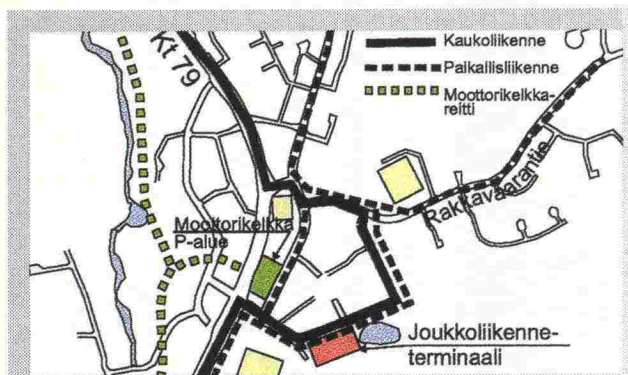 Kt 79
Kaukoliikenne
Paikallisliikenne
Moottorikelkka-
reitti
Rakkavaarantie
Moottorikelkka
P-alue
Joukkoliikenne-
terminaali